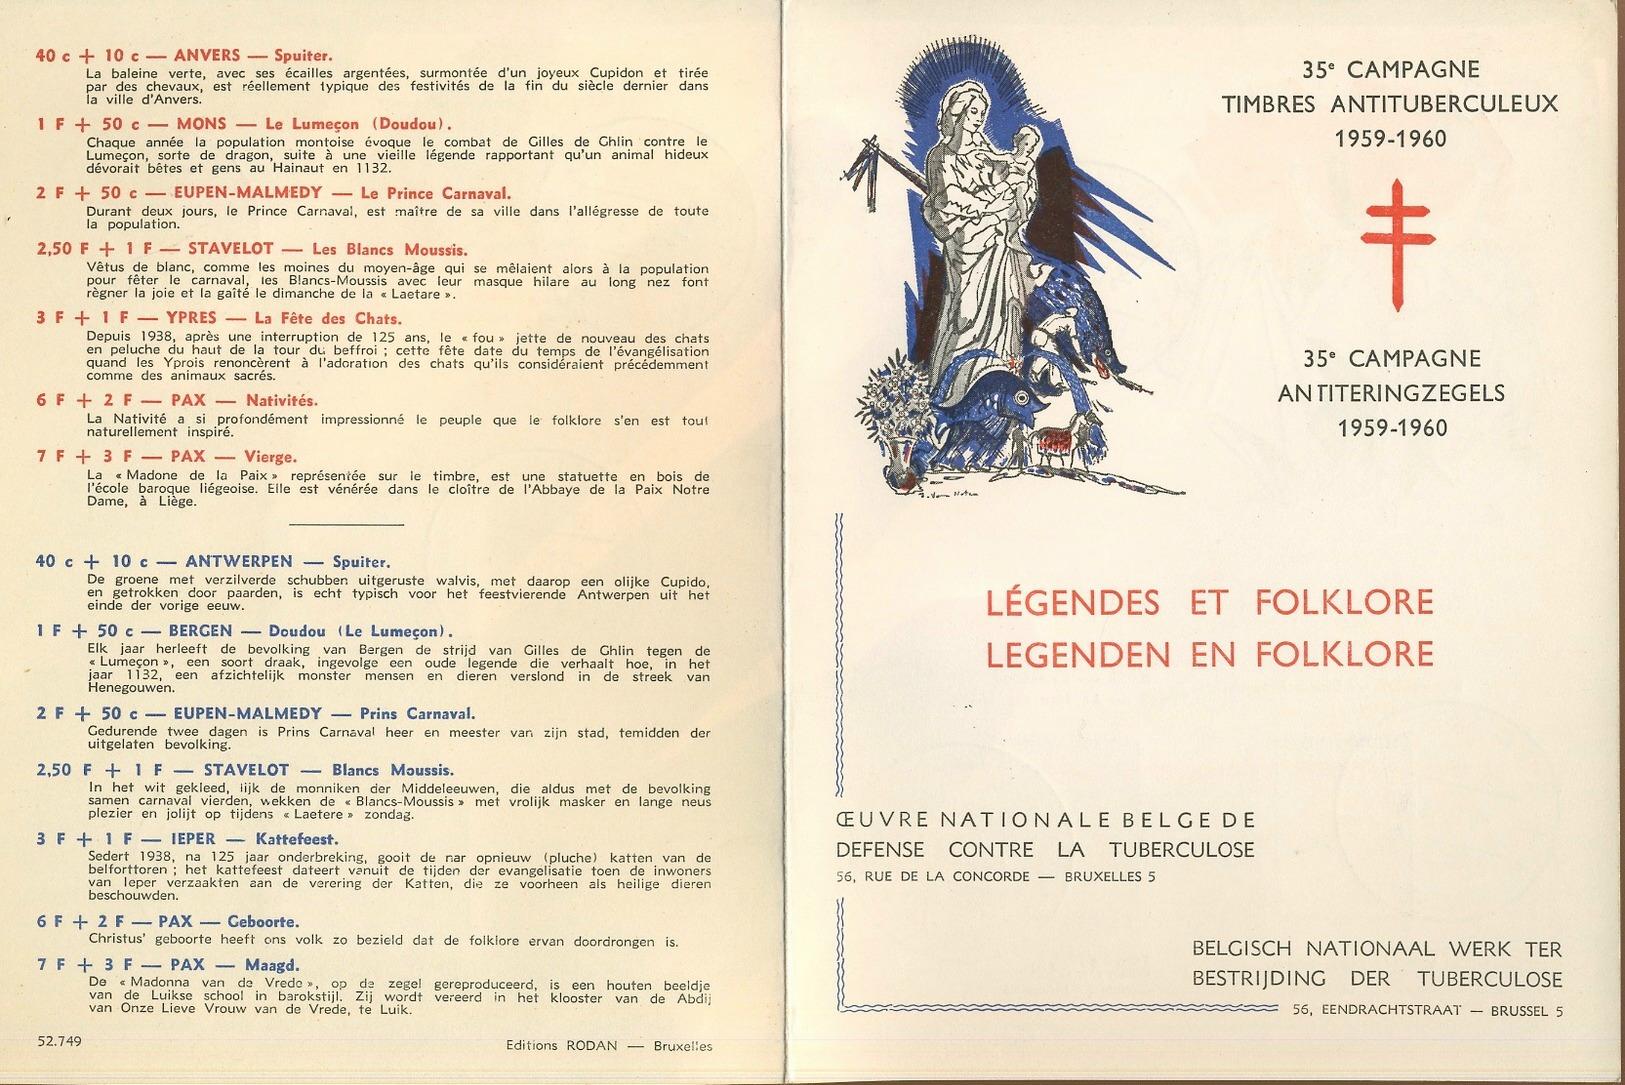 40 c + 10 c — ANVERS — Spuiter.
La baleine verte, avec ses écailles argentées, surmontée d'un joyeux Cupidon et tirée
par des chevaux, est réellement typique des festivités de la fin du siècle dernier dans
la ville d'Anvers.
1 F + 50 c — MONS — Le Lumeçon (Doudou).
Chaque année la population montoise évoque le combat de Gilles de Ghlin contre le
Lumeçon, sorte de dragon, suite à une vieille légende rapportant qu'un animal hideux
dévorait bêtes et gens au Hainaut en 1132.
2 F + 50 c — EUPEN-MALMEDY — Le Prince Carnaval.
Durant deux jours, le Prince Carnaval, est maître de sa ville dans l'allégresse de toute
la population.
2,50 F + 1 F — STAVELOT — Les Blancs Moussis.
Vêtus de blanc, comme les moines du moyen-âge qui se mêlaient alors à la population
pour fêter le carnaval, les Blancs-Moussis avec leur masque hilare au long nez font
règner la joie et la gaîté le dimanche de la « Laetare ».
3 F + 1 F — YPRES — La Fête des Chats.
Depuis 1938, après une interruption de 125 ans, le « fou » jette de nouveau des chats
en peluche du haut de la tour du beffroi ; cette fête date du temps de l'évangélisation
quand les Yprois renoncèrent à l'adoration des chats qu'ils considéraient précédemment
comme des animaux sacrés.
6 F + 2 F — PAX — Nativités.
La Nativité a si profondément impressionné le peuple que le folklore s'en est tout
naturellement inspiré.
7 F + 3 F — PAX — Vierge.
La « Madone de la Paix » représentée sur le timbre, est une statuette en bois de
l'école baroque liégeoise. Elle est vénérée dans le cloître de l'Abbaye de la Paix Notre
Dame, à Liège.
40 c + 10 c — ANTWERPEN — Spuiter.
De groene met verzilverde schubben uitgeruste walvis, met daarop een olijke Cupido,
en getrokken door paarden, is echt typisch voor het feestvierende Antwerpen uit het
einde der vorige eeuw.
1 F + 50 c — BERGEN — Doudou (Le Lumeçon).
Elk jaar herleeft de bevolking van Bergen de strijd van Gilles de Ghlin tegen de
« Lumeçon », een soort draak, ingevolge een oude legende die verhaalt hoe, in het
jaar 1132, een afzichtelijk monster mensen en dieren verslond in de streek van
Henegouwen.
2 F + 50 c — EUPEN-MALMEDY — Prins Carnaval.
Gedurende twee dagen is Prins Carnaval heer en meester van zijn stad, temidden der
uitgelaten bevolking.
2,50 F + 1 F — STAVELOT — Blancs Moussis.
In het wit gekleed, lijk de monniken der Middeleeuwen, die aldus met de bevolking
samen carnaval vierden, wekken de « Blancs-Moussis » met vrolijk masker en lange neus
plezier en jolijt op tijdens « Laetere » zondag.
3 F + 1 F — IEPER — Kattefeest.
Sedert 1938, na 125 jaar onderbreking, gooit de nar opnieuw (pluche) katten van de
belforttoren ; het kattefeest dateert vanuit de tijden der evangelisatie toen de inwoners
van Ieper verzaakten aan de verering der Katten, die ze voorheen als heilige dieren
beschouwden.
6 F + 2 F — PAX — Geboorte.
Christus' geboorte heeft ons volk zo bezield dat de folklore ervan doordrongen is.
7 F + 3 F — PAX — Maagd.
De « Madonna van de Vrede », op de zegel gereproduceerd, is een houten beeldje
van de Luikse school in barokstijl. Zij wordt vereerd in het klooster van de Abdij
van Onze Lieve Vrouw van de Vrede, te Luik.
52.749
Editions RODAN — Bruxelles
35e CAMPAGNE
TIMBRES ANTITUBERCULEUX
1959-1960
35e CAMPAGNE
ANTITERINGZEGELS
1959-1960
LÉGENDES ET FOLKLORE
LEGENDEN EN FOLKLORE
ŒUVRE NATIONALE BELGE DE
DEFENSE CONTRE LA TUBERCULOSE
56, RUE DE LA CONCORDE — BRUXELLES 5
BELGISCH NATIONAAL WERK TER
BESTRIJDING DER TUBERCULOSE
56, EENDRACHTSTRAAT — BRUSSEL 5